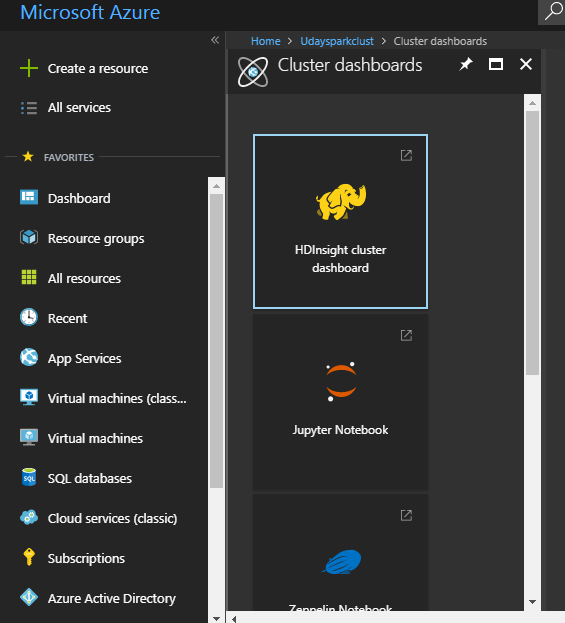 Microsoft Azure
Home > Udaysparkclust > Cluster dashboards
Cluster dashboards
Create a resource
All services
FAVORITES
Dashboard
Resource groups
All resources
Recent
App Services
Virtual machines (class...
Virtual machines
SQL databases
SQL
Cloud services (classic)
Subscriptions
Azure Active Directory
HDInsight cluster
dashboard
Jupyter Notebook
Zeppelin Notebook